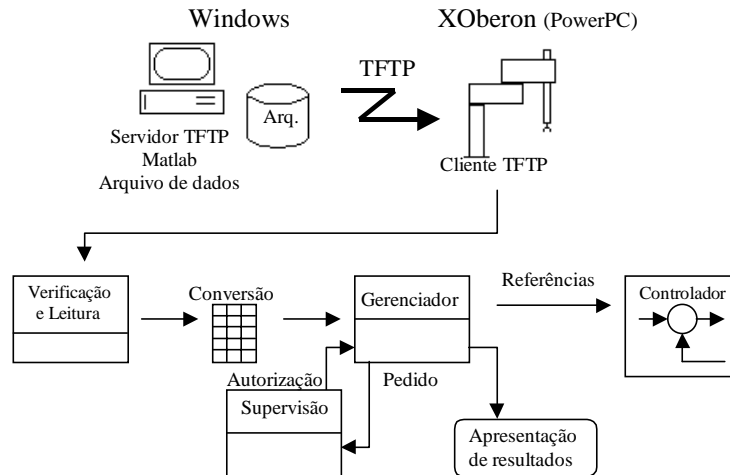 Windows
XOberon (PowerPC)
TFTP
Arq.
Servidor TFTP
Matlab
Arquivo de dados
Cliente TFTP
Verificação
e Leitura
Conversão
Gerenciador
Referências
Controlador
Autorização
Pedido
Supervisão
Apresentação
de resultados